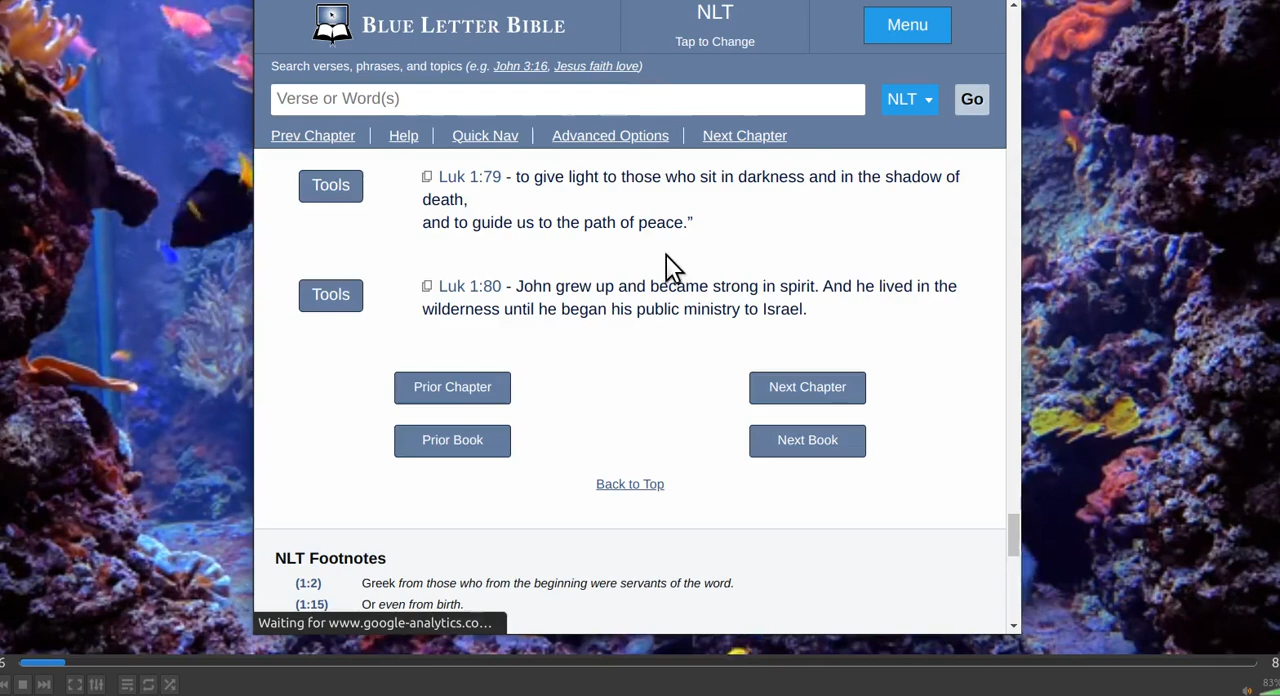 BLUE LETTER BIBLE
NLT
Tap to Change
Menu
Search verses, phrases, and topics (e.g. John 3:16, Jesus faith love)
Verse or Word(s)
NLT
Go
Prev Chapter
Help
Quick Nav
Advanced Options
Next Chapter
Tools
Luk 1:79 - to give light to those who sit in darkness and in the shadow of
death,
and to guide us to the path of peace.”
Tools
Luk 1:80 - John grew up and became strong in spirit. And he lived in the
wilderness until he began his public ministry to Israel.
Prior Chapter
Next Chapter
Prior Book
Next Book
Back to Top
NLT Footnotes
(1:2) Greek from those who from the beginning were servants of the word.
(1:15) Or even from birth.
Waiting for www.google-analytics.co…
6
8
83%